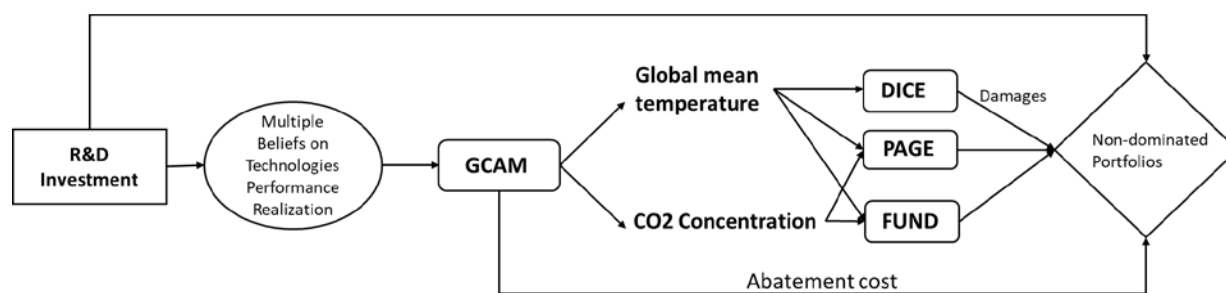 R&D
Investment
Multiple
Beliefs on
Technologies
Performance
Realization
GCAM
Global mean
temperature
CO2 Concentration
DICE
PAGE
FUND
Damages
Non-dominated
Portfolios
Abatement cost